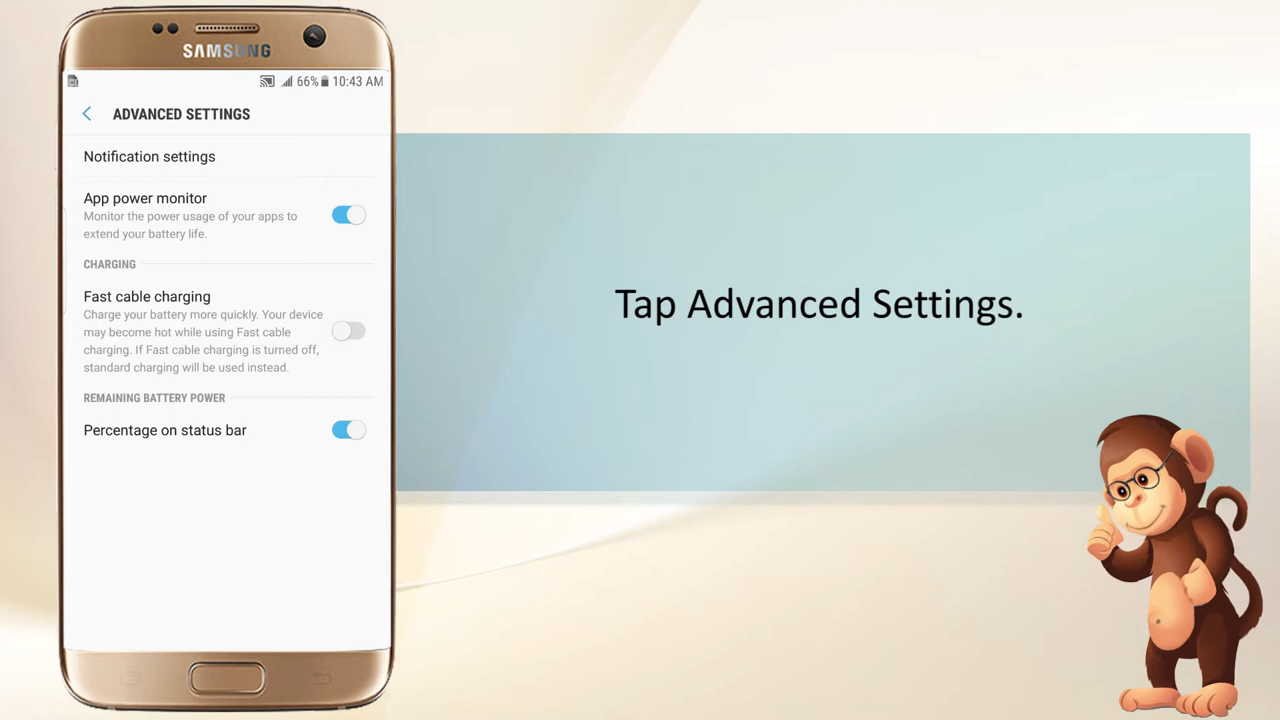 SAMSUNG
66% 10:43 AM
ADVANCED SETTINGS
Notification settings
App power monitor
Monitor the power usage of your apps to
extend your battery life.
CHARGING
Fast cable charging
Charge your battery more quickly. Your device
may become hot while using Fast cable
charging. If Fast cable charging is turned off,
standard charging will be used instead.
REMAINING BATTERY POWER
Percentage on status bar
Tap Advanced Settings.